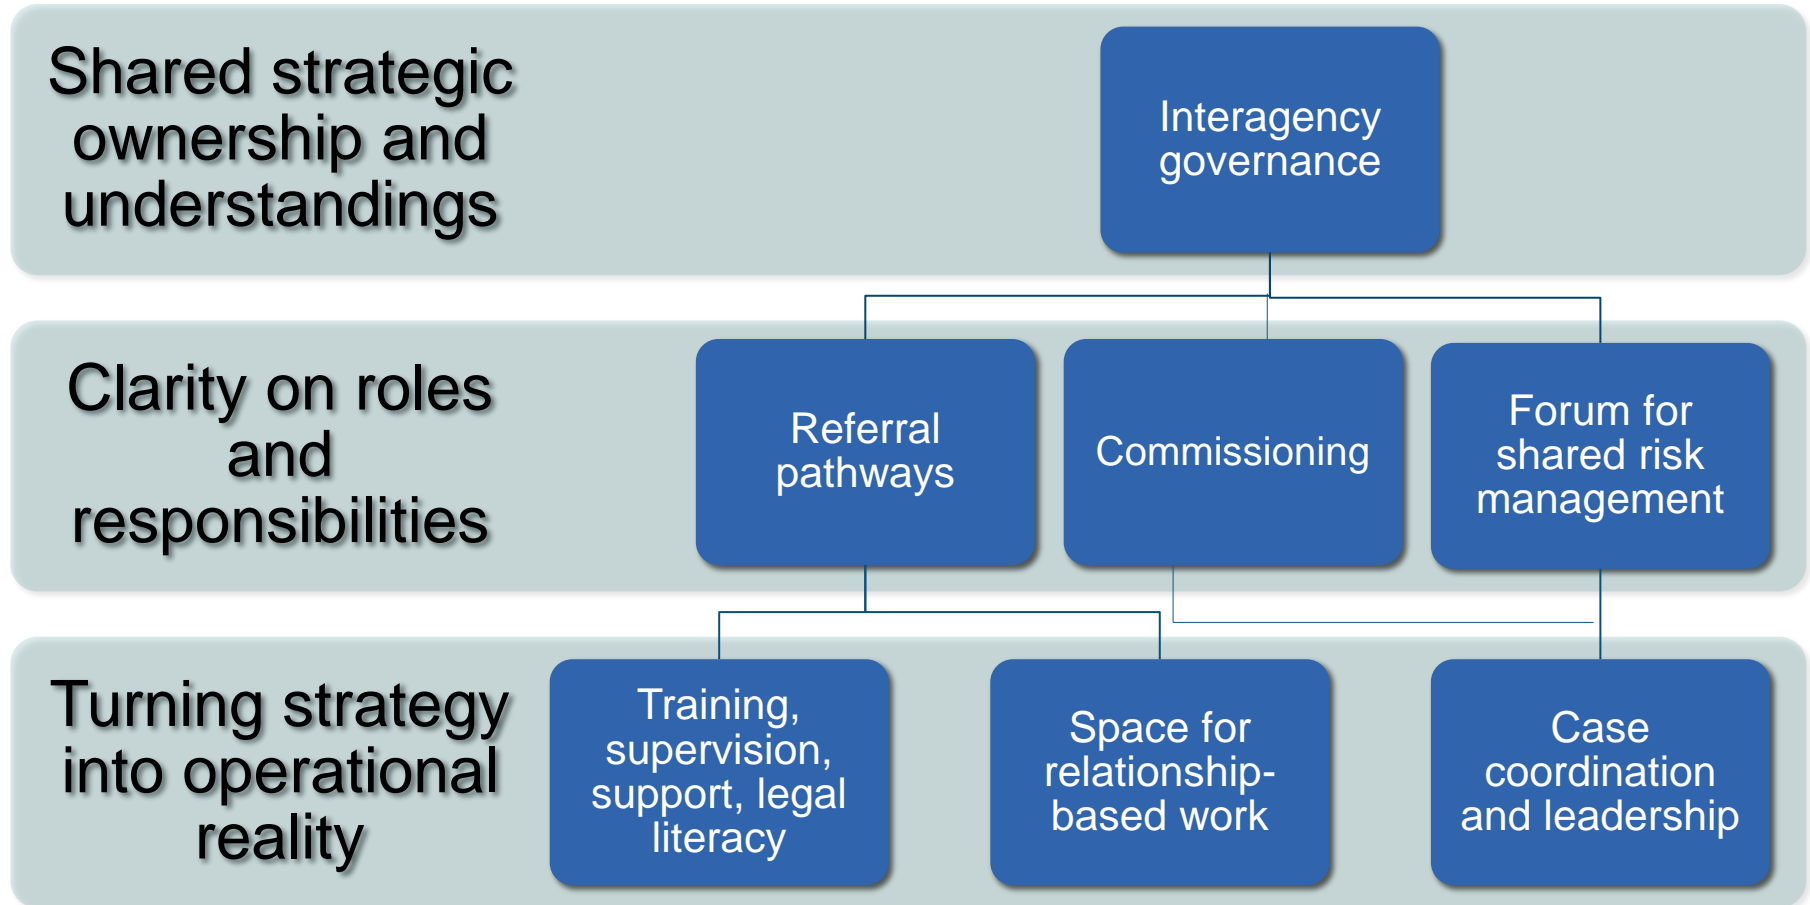 Shared strategic
ownership and
understandings
Interagency
governance
Clarity on roles
and
responsibilities
Referral
pathways
Commissioning
Forum for
shared risk
management
Turning strategy
into operational
reality
Training,
supervision,
support, legal
literacy
Space for
relationship-
based work
Case
coordination
and leadership